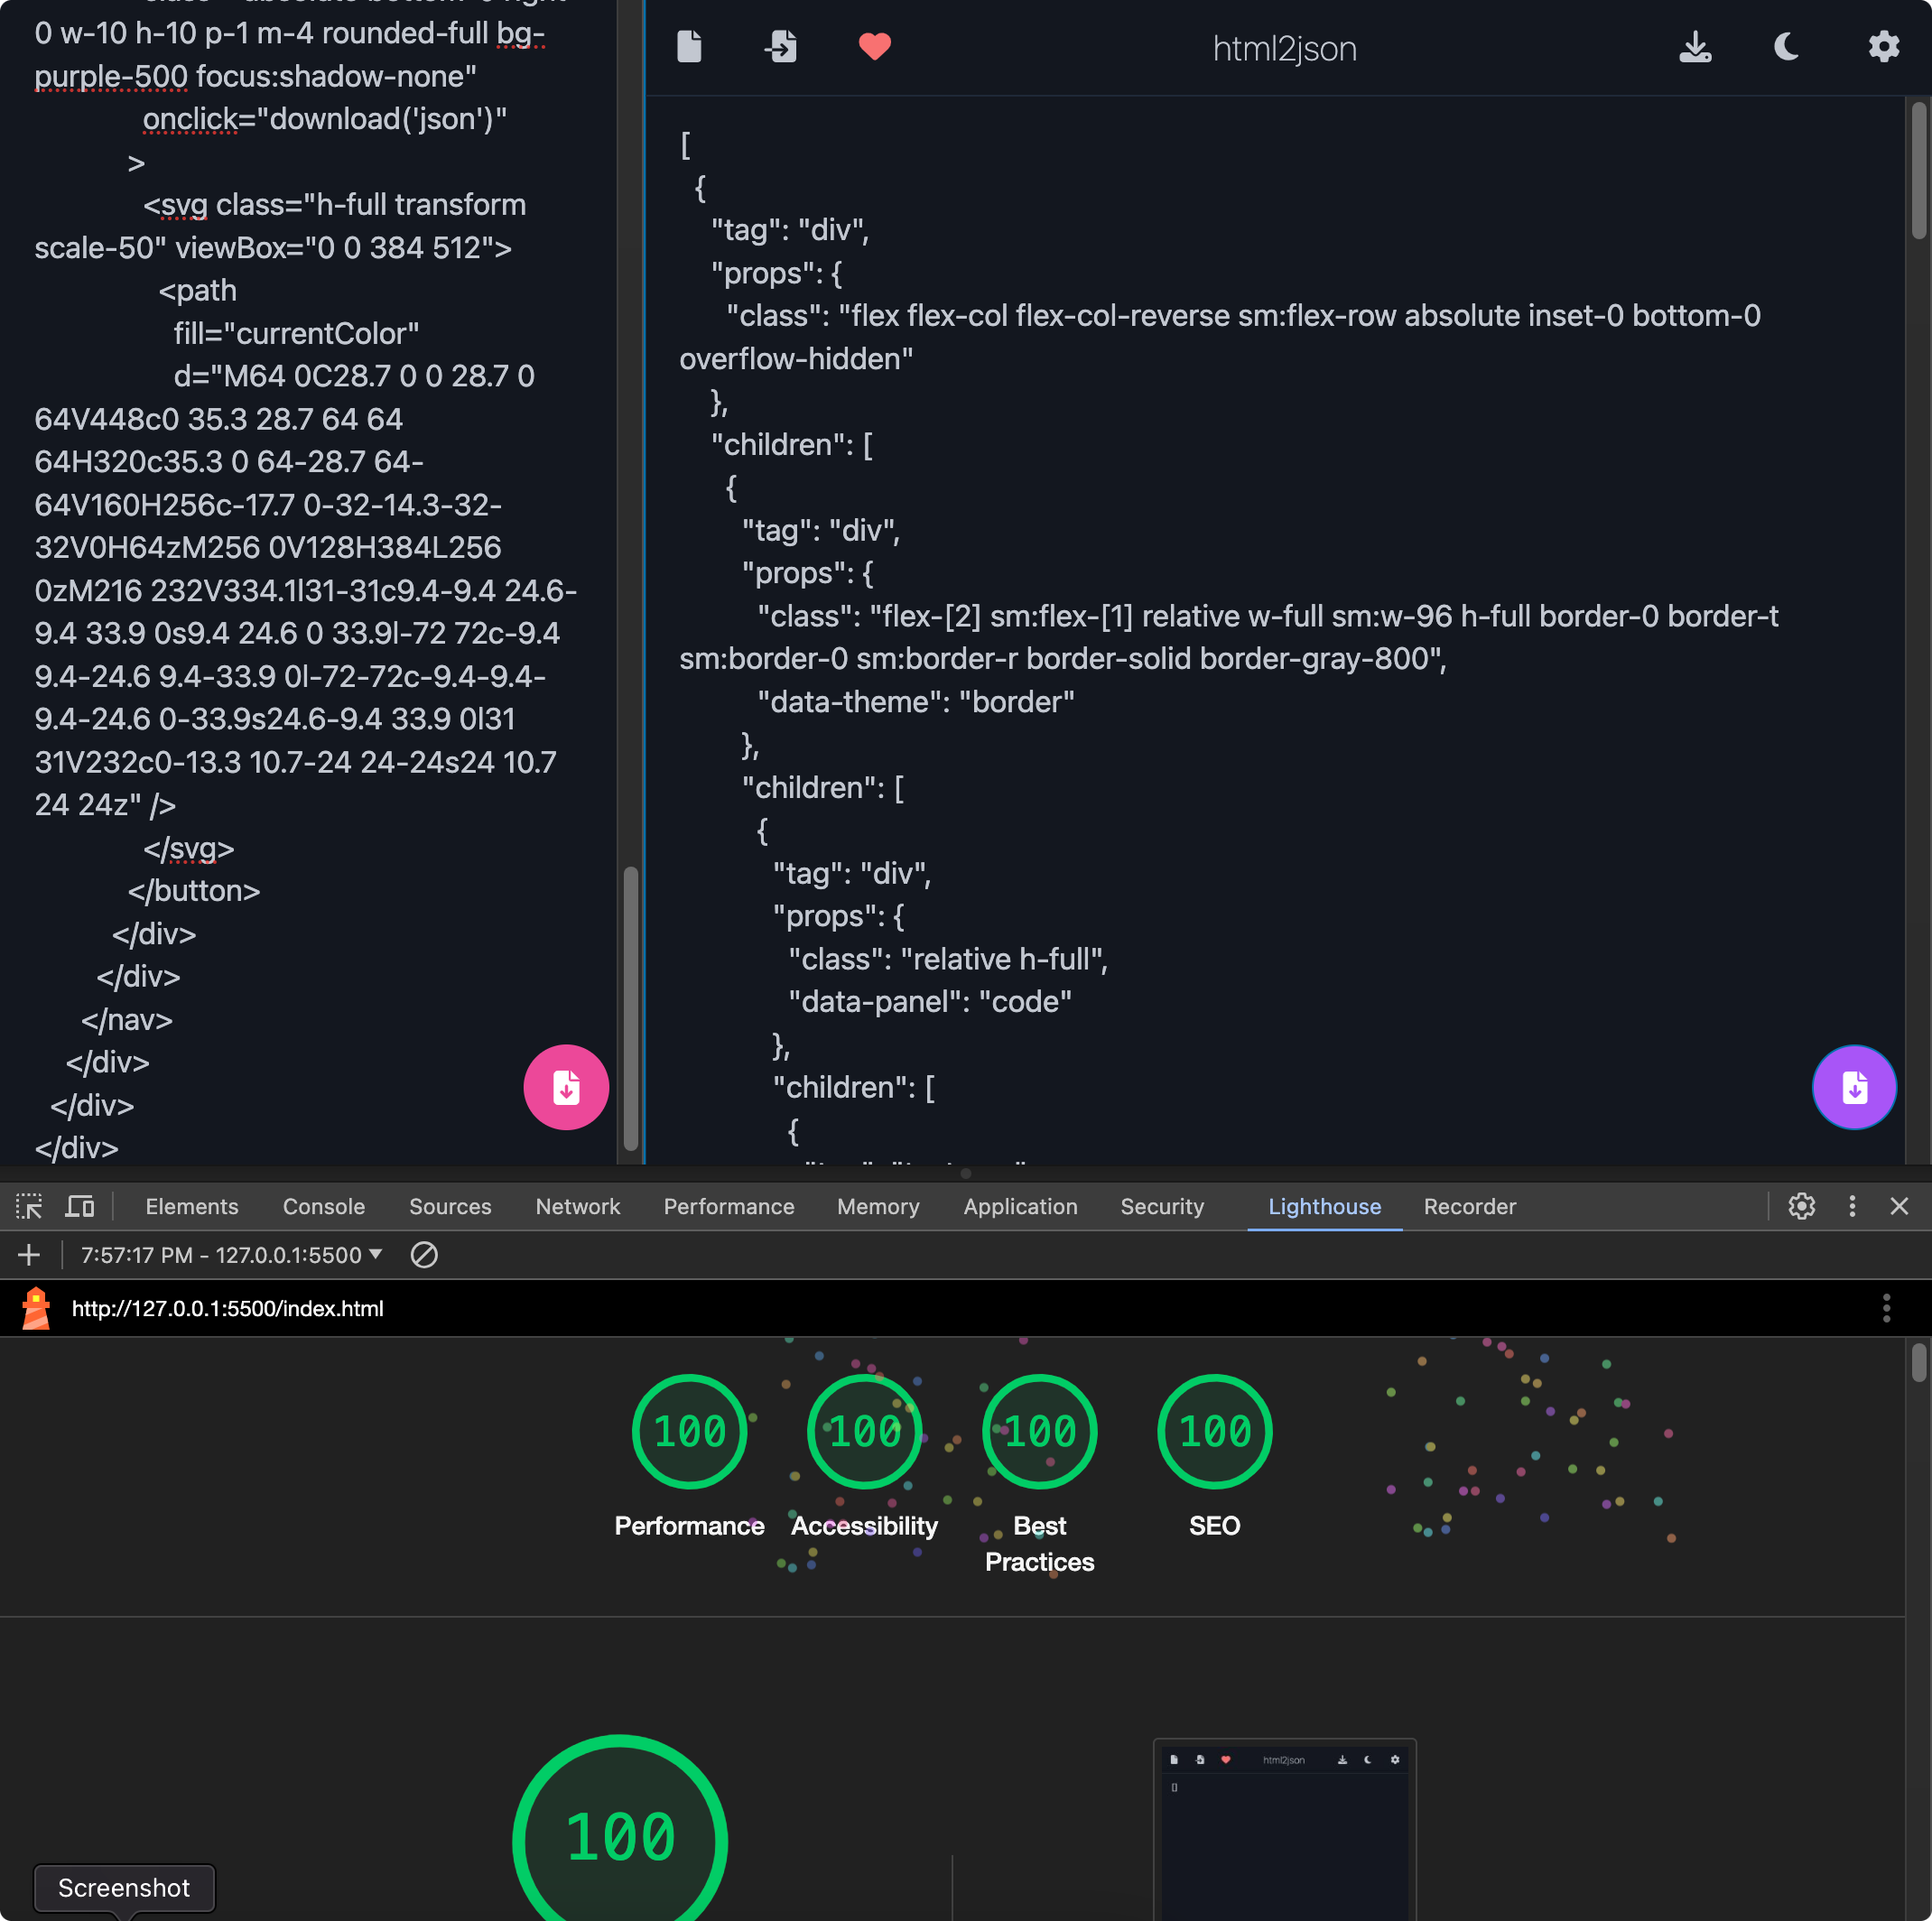 0 w-10 h-10 p-1 m-4 rounded-full bg-
purple-500 focus:shadow-none"
onclick="download('json')"
>
<svg class="h-full transform
scale-50" viewBox="0 0 384 512">
<path
fill="currentColor"
d="M64 0C28.7 0 0 28.7 0
64V448c0 35.3 28.7 64 64
64H320c35.3 0 64-28.7 64-
64V160H256c-17.7 0-32-14.3-32-
32V0H64zM256 0V128H384L256
0zM216 232V334.1l31-31c9.4-9.4 24.6-
9.4 33.9 0s9.4 24.6 0 33.9l-72 72c-9.4
9.4-24.6 9.4-33.9 0l-72-72c-9.4-9.4-
9.4-24.6 0-33.9s24.6-9.4 33.9 0l31
31V232c0-13.3 10.7-24 24-24s24 10.7
24 24z" />
</svg>
</button>
</div>
</div>
</nav>
</div>
</div>
</div>
html2json
[
{
"tag": "div",
"props": {
"class": "flex flex-col flex-col-reverse sm:flex-row absolute inset-0 bottom-0
overflow-hidden"
},
"children": [
{
"tag": "div",
"props": {
"class": "flex-[2] sm:flex-[1] relative w-full sm:w-96 h-full border-0 border-t
sm:border-0 sm:border-r border-solid border-gray-800",
"data-theme": "border"
},
"children": [
{
"tag": "div",
"props": {
"class": "relative h-full",
"data-panel": "code"
},
"children": [
{
Elements Console Sources Network Performance Memory Application Security Lighthouse Recorder
7:57:17 PM - 127.0.0.1:5500
http://127.0.0.1:5500/index.html
100 100 100 100
Performance Accessibility Best Practices SEO
100
html2json
[]
Screenshot